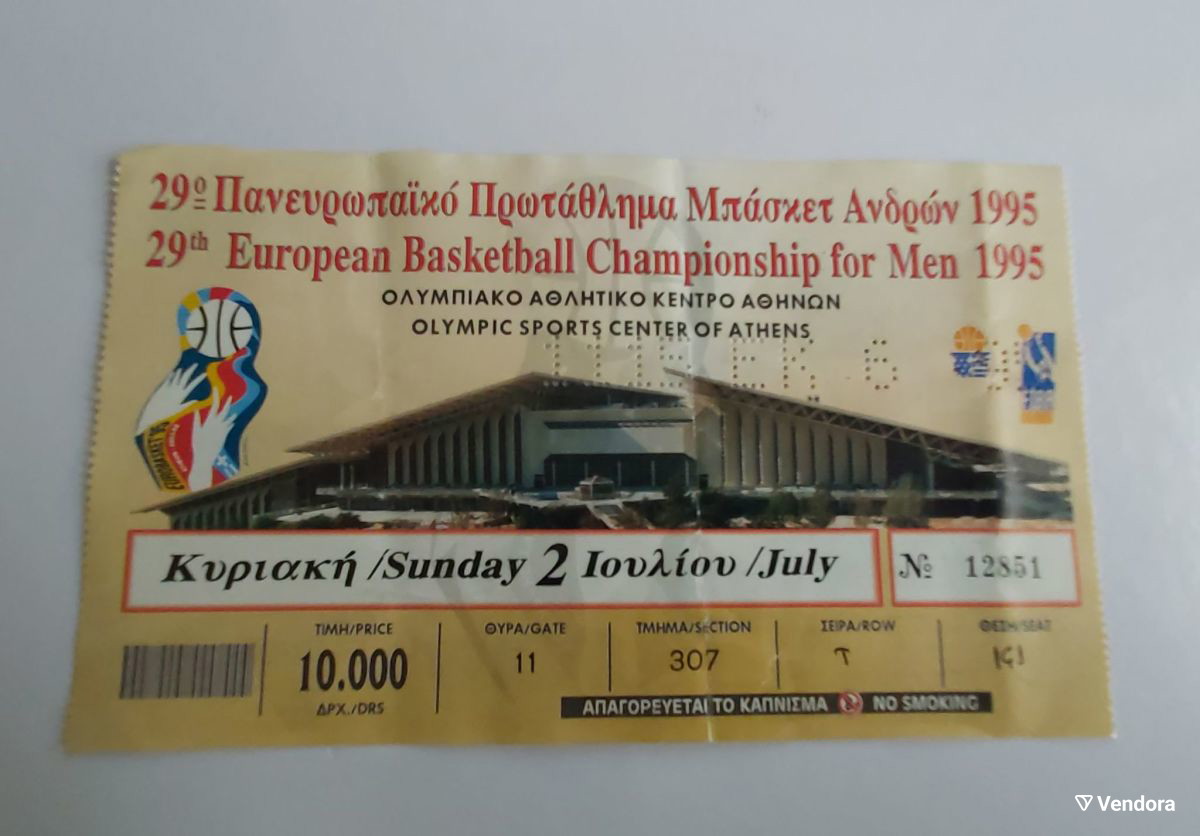 29º Πανευρωπαϊκό Πρωτάθλημα Μπάσκετ Ανδρών 1995
29th European Basketball Championship for Men 1995
ΟΛΥΜΠΙΑΚΟ ΑΘΛΗΤΙΚΟ ΚΕΝΤΡΟ ΑΘΗΝΩΝ
OLYMPIC SPORTS CENTER OF ATHENS
Κυριακή /Sunday 2 Ιουλίου /July
№ 12851
ΤΙΜΗ/PRICE ΘΥΡΑ/GATE ΤΜΗΜΑ/SECTION ΣΕΙΡΑ/ROW ΘΕΣΗ/SEAT
10.000 11 307 T
ΔΡΧ./DRS
ΑΠΑΓΟΡΕΥΕΤΑΙ ΤΟ ΚΑΠΝΙΣΜΑ NO SMOKING
Vendora